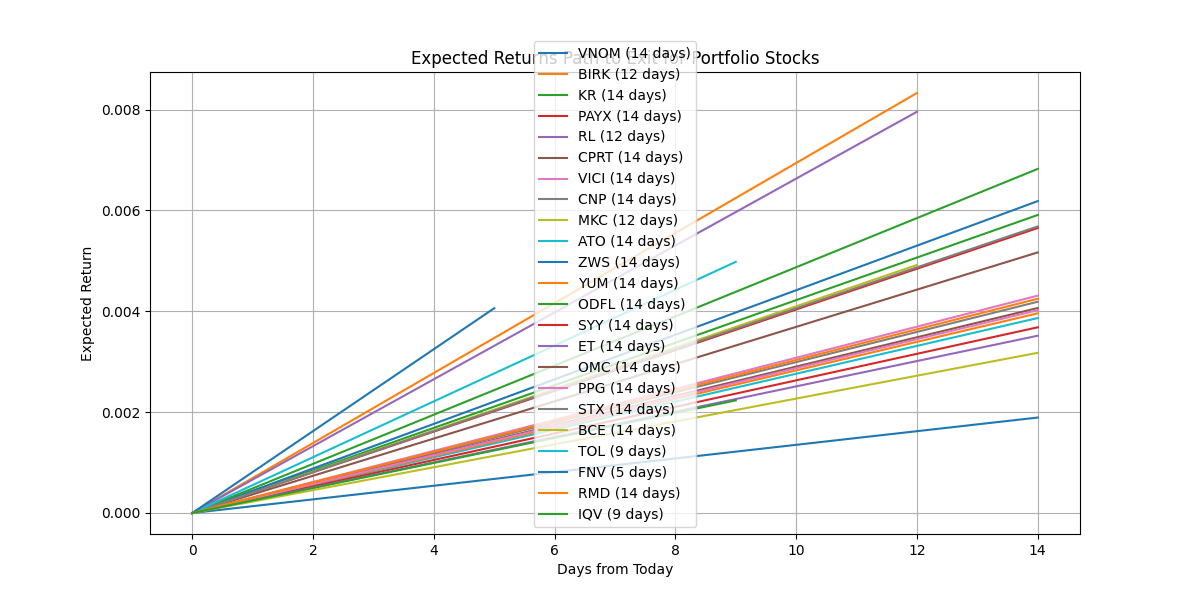 Expected Returns Path to Exit for Portfolio Stocks
VNOM (14 days)
BIRK (12 days)
KR (14 days)
PAYX (14 days)
RL (12 days)
CPRT (14 days)
VICI (14 days)
CNP (14 days)
MKC (12 days)
ATO (14 days)
ZWS (14 days)
YUM (14 days)
ODFL (14 days)
SYY (14 days)
ET (14 days)
OMC (14 days)
PPG (14 days)
STX (14 days)
BCE (14 days)
TOL (9 days)
FNV (5 days)
RMD (14 days)
IQV (9 days)
Expected Return
0.008
0.006
0.004
0.002
0.000
0 2 4 6 8 10 12 14
Days from Today